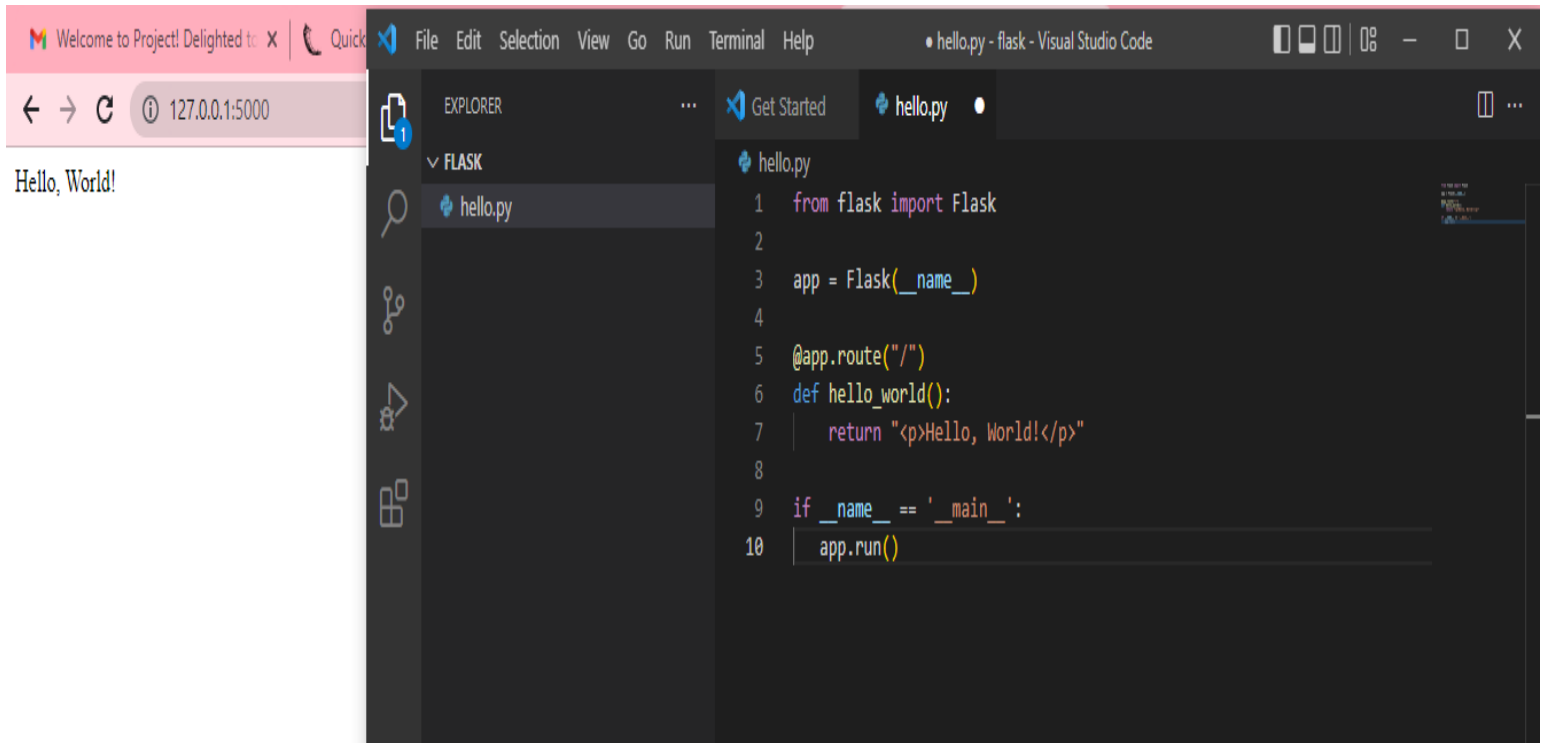 Welcome to Project! Delighted to
Quick
127.0.0.1:5000
Hello, World!
File Edit Selection View Go Run Terminal Help
● hello.py - flask - Visual Studio Code
EXPLORER
1
FLASK
hello.py
Get Started
hello.py
hello.py
1 from flask import Flask
2
3 app = Flask(__name__)
4
5 @app.route("/")
6 def hello_world():
7 return "<p>Hello, World!</p>"
8
9 if __name__ == '__main__':
10 app.run()